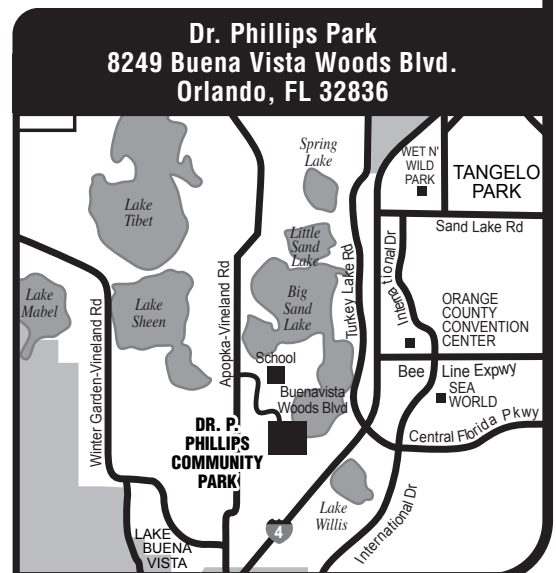 Dr. Phillips Park
8249 Buena Vista Woods Blvd.
Orlando, FL 32836
Spring
Lake
WET N'
WILD
PARK
TANGELO
PARK
Lake
Tibet
Sand Lake Rd
Little
Sand
Lake
International Dr
Turkey Lake Rd
Apopka-Vineland Rd
Lake
Mabel
Lake
Sheen
Big
Sand
Lake
ORANGE
COUNTY
CONVENTION
CENTER
Winter Garden-Vineland Rd
School
Bee Line Expwy
SEA
WORLD
Buenavista
Woods Blvd
Central Florida Pkwy
DR. P.
PHILLIPS
COMMUNITY
PARK
Lake
Willis
International Dr
4
LAKE
BUENA
VISTA